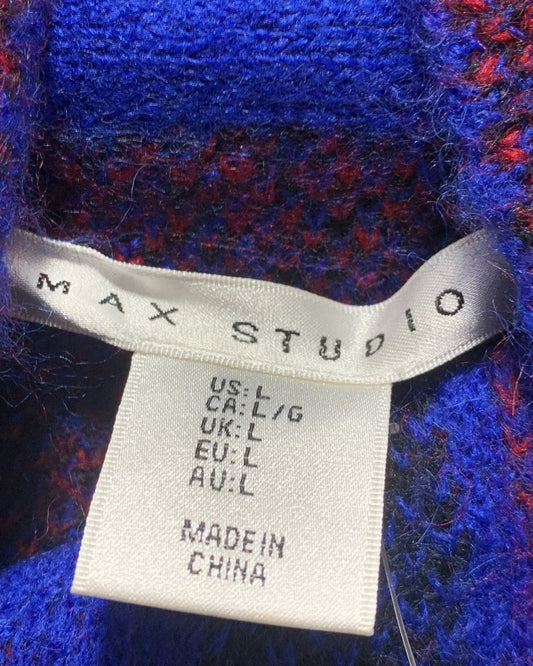 MAX STUDIO
US:L
CA:L/G
UK:L
EU:L
AU:L
MADE IN
CHINA